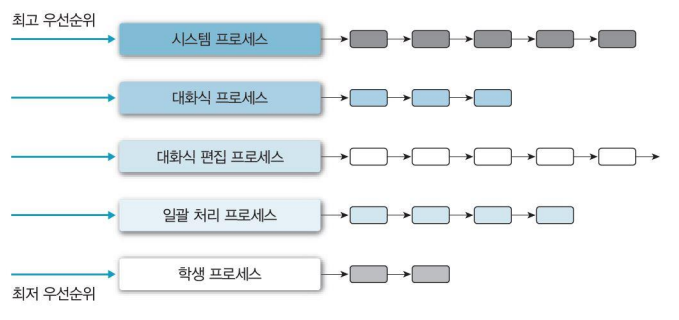 최고 우선순위
시스템 프로세스
대화식 프로세스
대화식 편집 프로세스
일괄 처리 프로세스
학생 프로세스
최저 우선순위